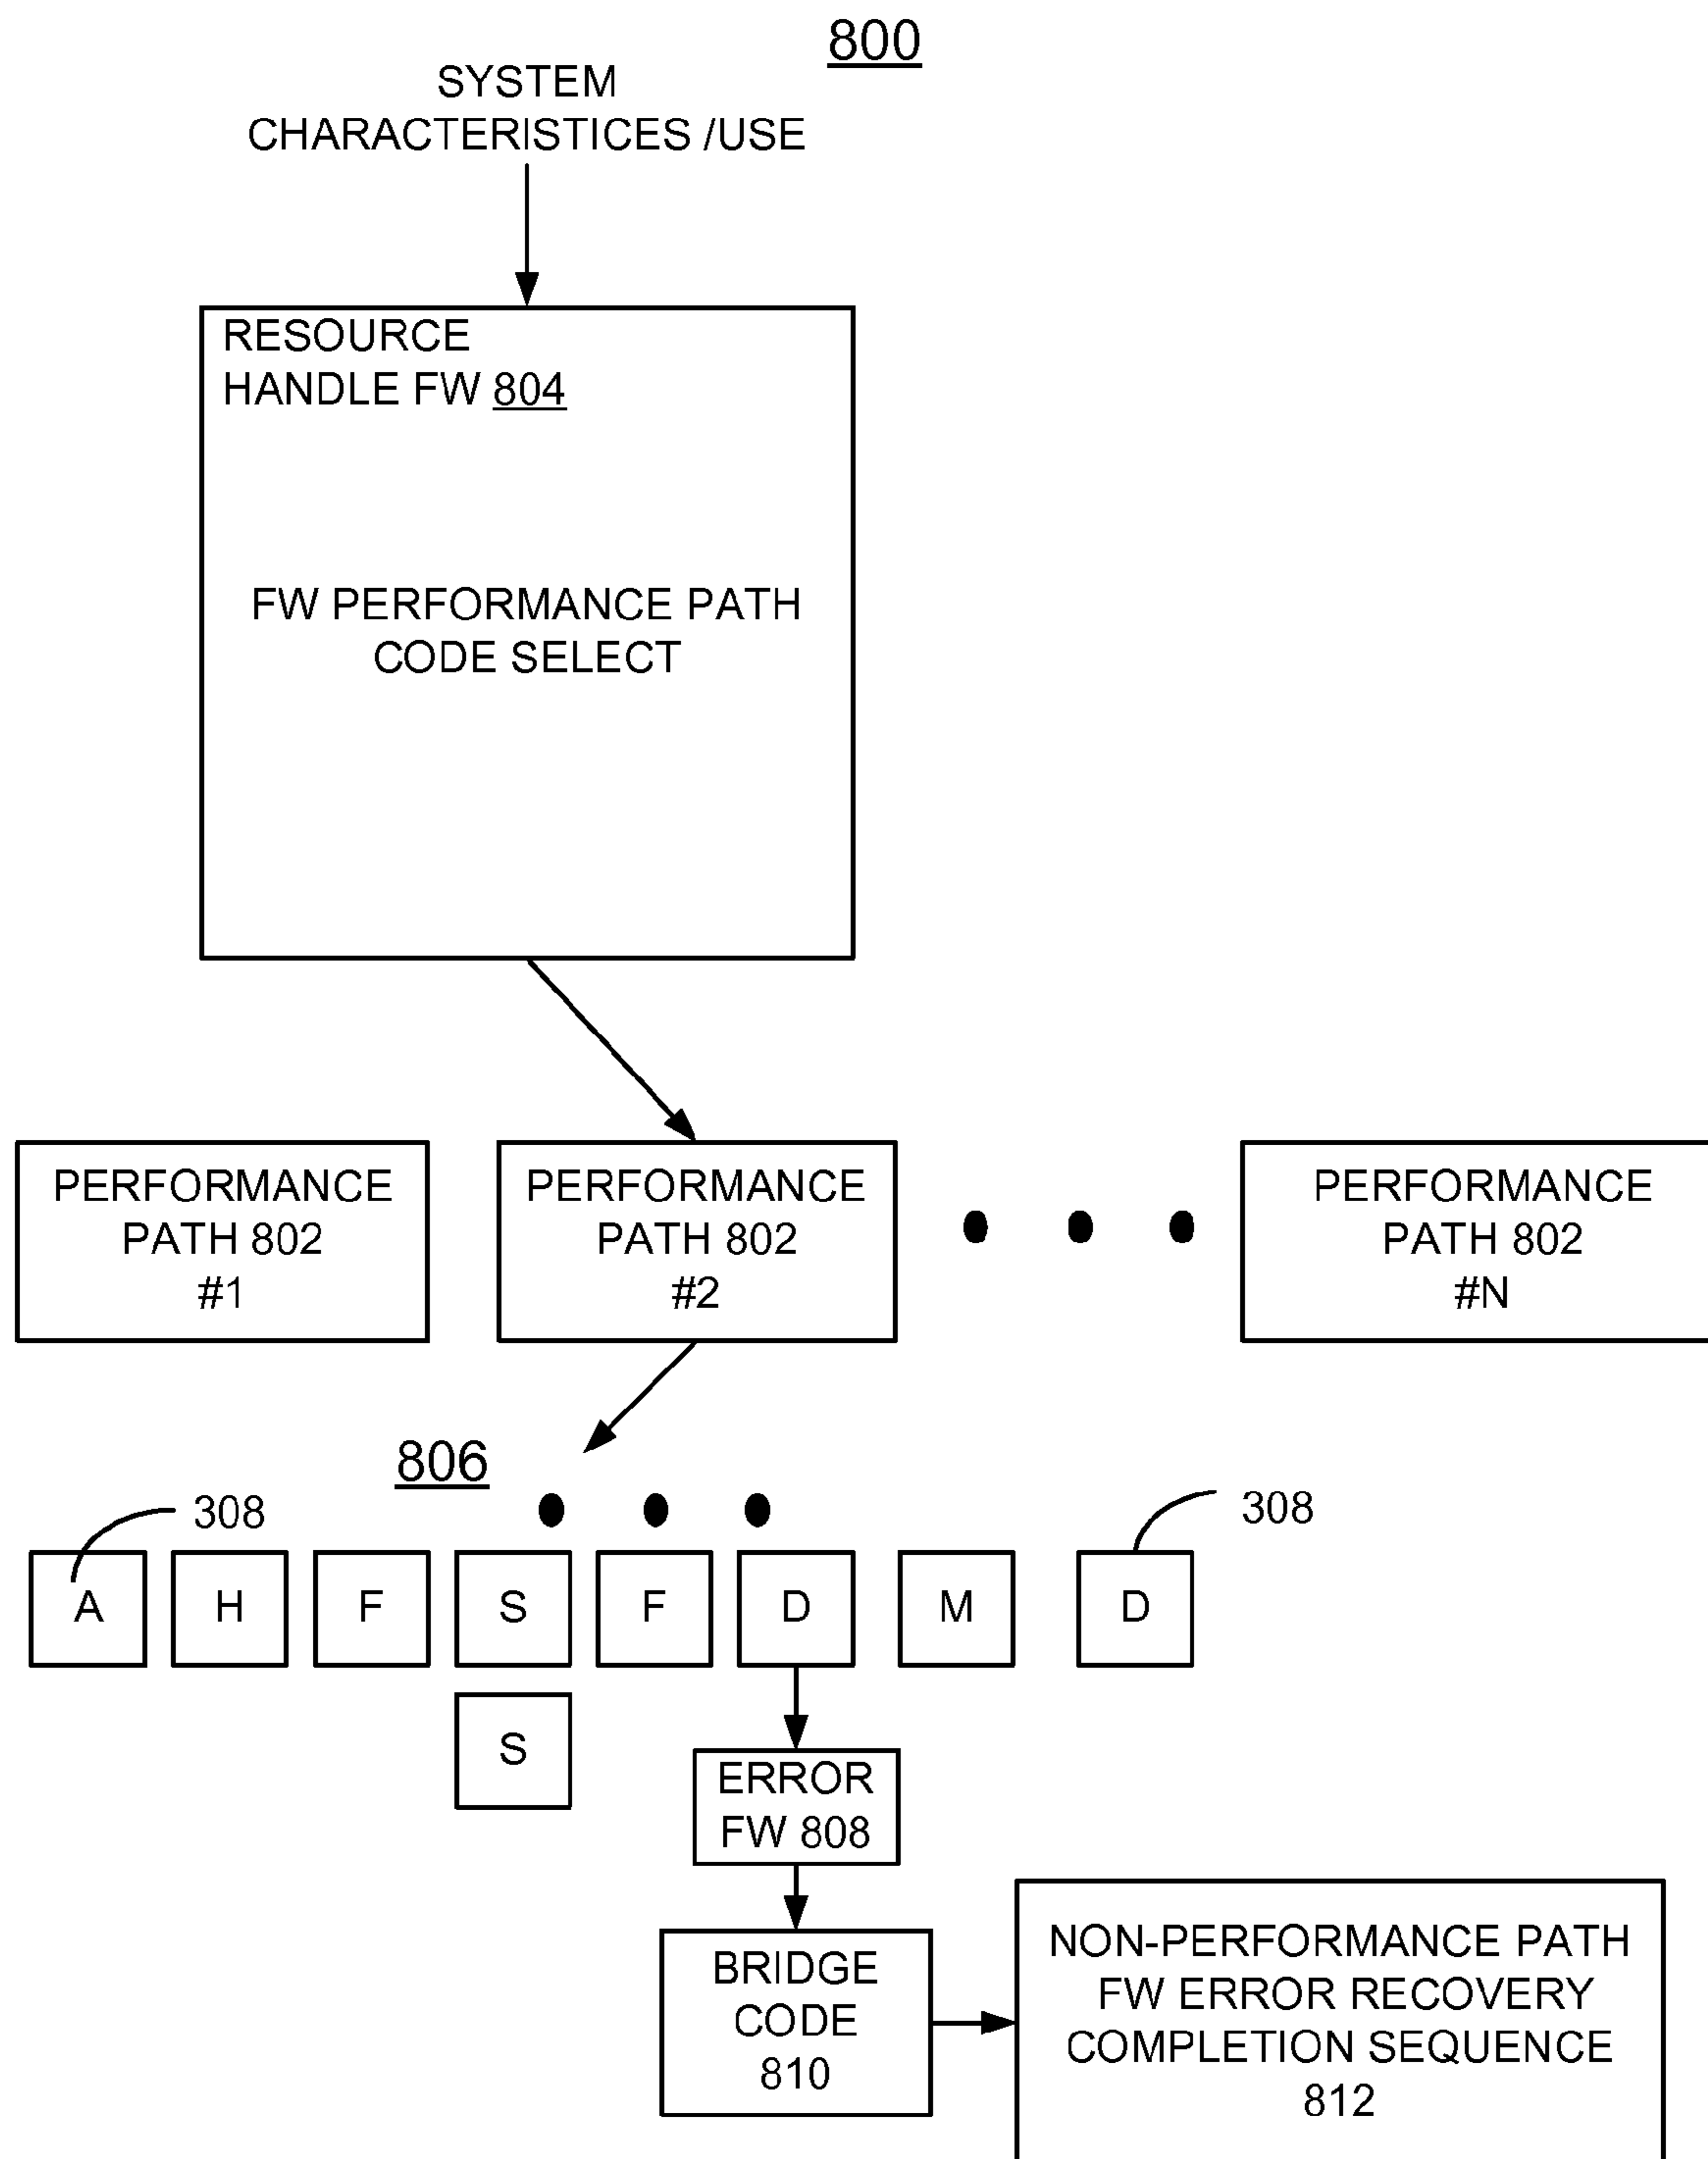 800
SYSTEM
CHARACTERISTICES /USE
RESOURCE
HANDLE FW 804
FW PERFORMANCE PATH
CODE SELECT
PERFORMANCE
PATH 802
#1
PERFORMANCE
PATH 802
#2
PERFORMANCE
PATH 802
#N
806
308
308
A H F S F D M D
S
ERROR
FW 808
BRIDGE
CODE
810
NON-PERFORMANCE PATH
FW ERROR RECOVERY
COMPLETION SEQUENCE
812